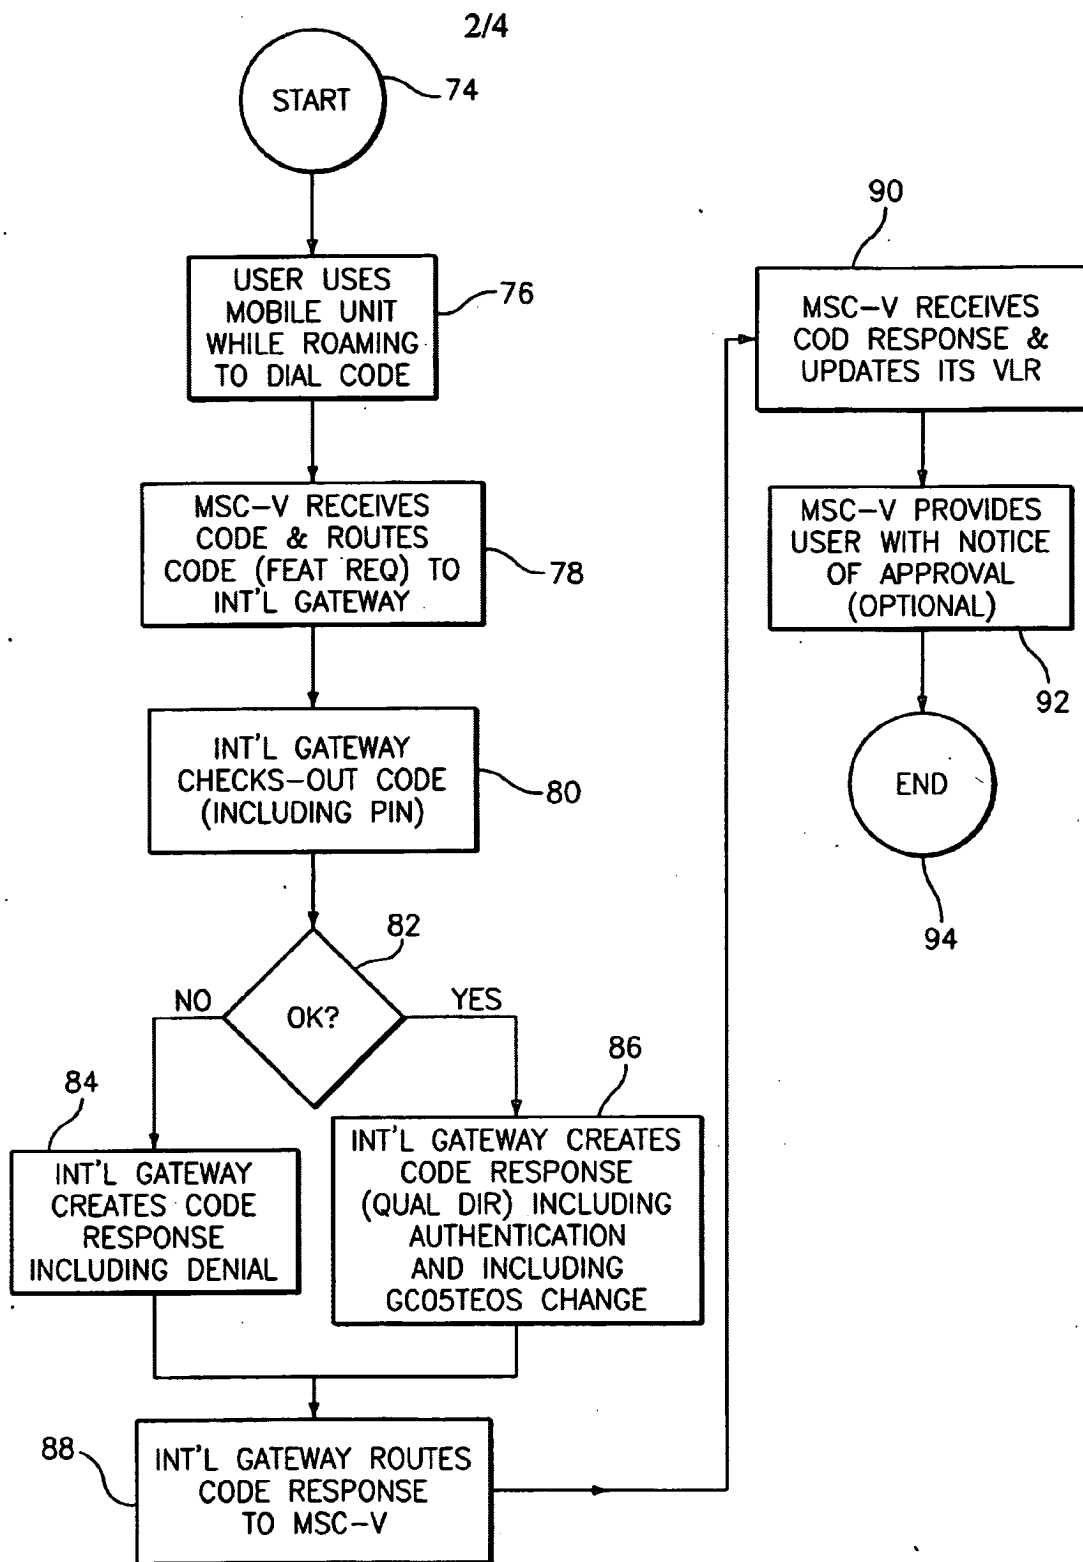 2/4
START
74
USER USES
MOBILE UNIT
WHILE ROAMING
TO DIAL CODE
76
MSC-V RECEIVES
CODE & ROUTES
CODE (FEAT REQ) TO
INT'L GATEWAY
78
INT'L GATEWAY
CHECKS-OUT CODE
(INCLUDING PIN)
80
82
OK?
NO
YES
84
INT'L GATEWAY
CREATES CODE
RESPONSE
INCLUDING DENIAL
86
INT'L GATEWAY CREATES
CODE RESPONSE
(QUAL DIR) INCLUDING
AUTHENTICATION
AND INCLUDING
GC05TEOS CHANGE
88
INT'L GATEWAY ROUTES
CODE RESPONSE
TO MSC-V
90
MSC-V RECEIVES
COD RESPONSE &
UPDATES ITS VLR
MSC-V PROVIDES
USER WITH NOTICE
OF APPROVAL
(OPTIONAL)
92
END
94